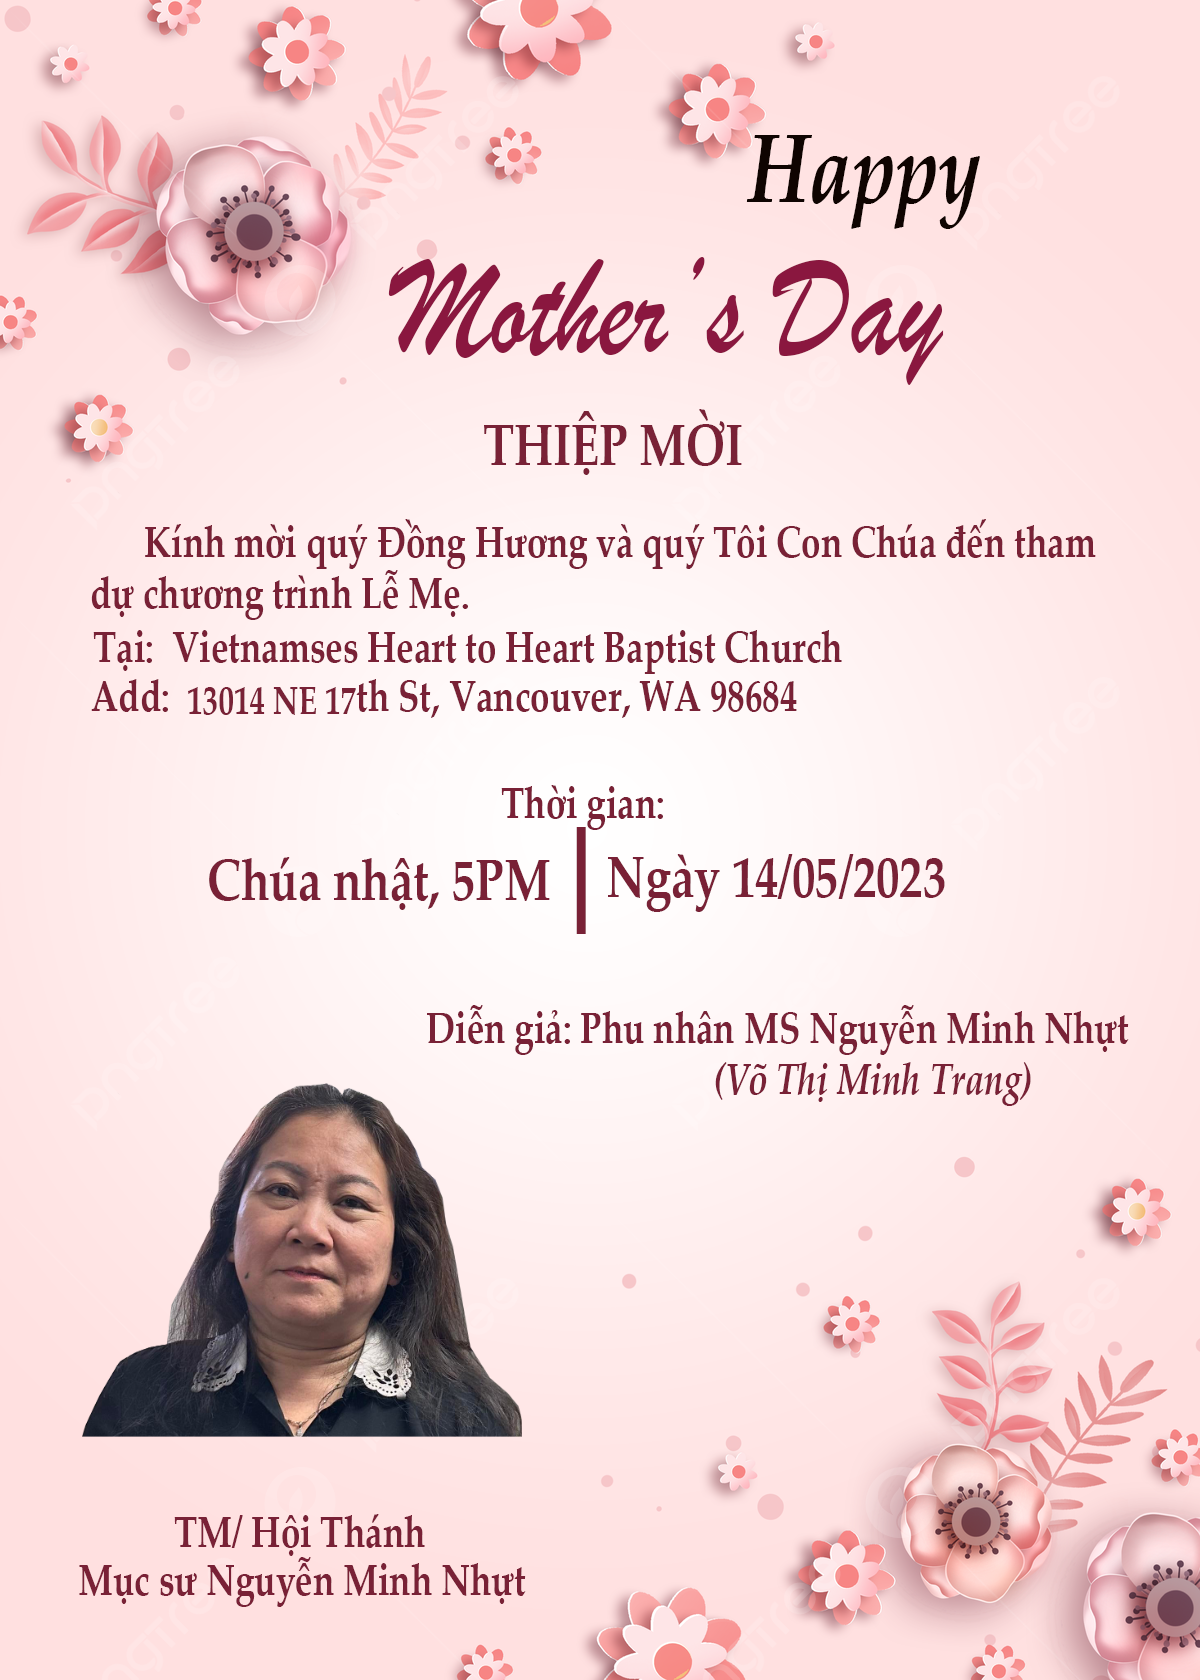 Happy
Mother's Day
THIỆP MỜI
Kính mời quý Đồng Hương và quý Tôi Con Chúa đến tham
dự chương trình Lễ Mẹ.
Tại: Vietnamses Heart to Heart Baptist Church
Add: 13014 NE 17th St, Vancouver, WA 98684
Thời gian:
Chúa nhật, 5PM | Ngày 14/05/2023
Diễn giả: Phu nhân MS Nguyễn Minh Nhựt
(Võ Thị Minh Trang)
TM/ Hội Thánh
Mục sư Nguyễn Minh Nhựt